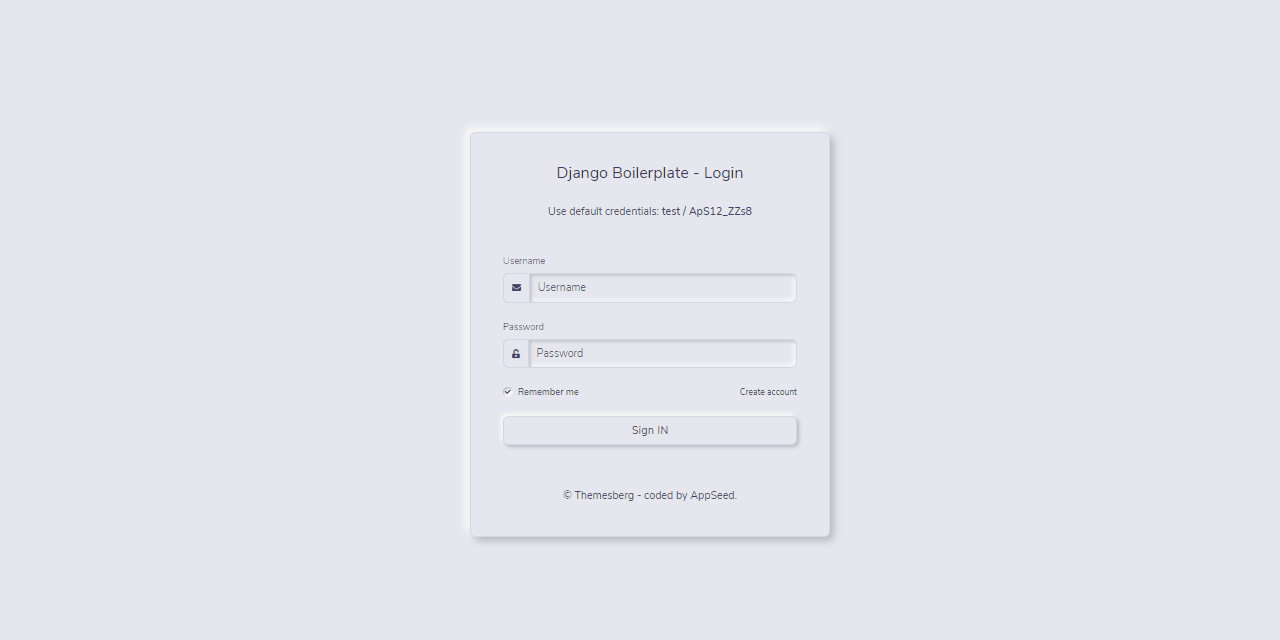 Django Boilerplate - Login
Use default credentials: test / ApS12_ZZs8
Username
Username
Password
Password
Remember me
Create account
Sign IN
© Themesberg - coded by AppSeed.